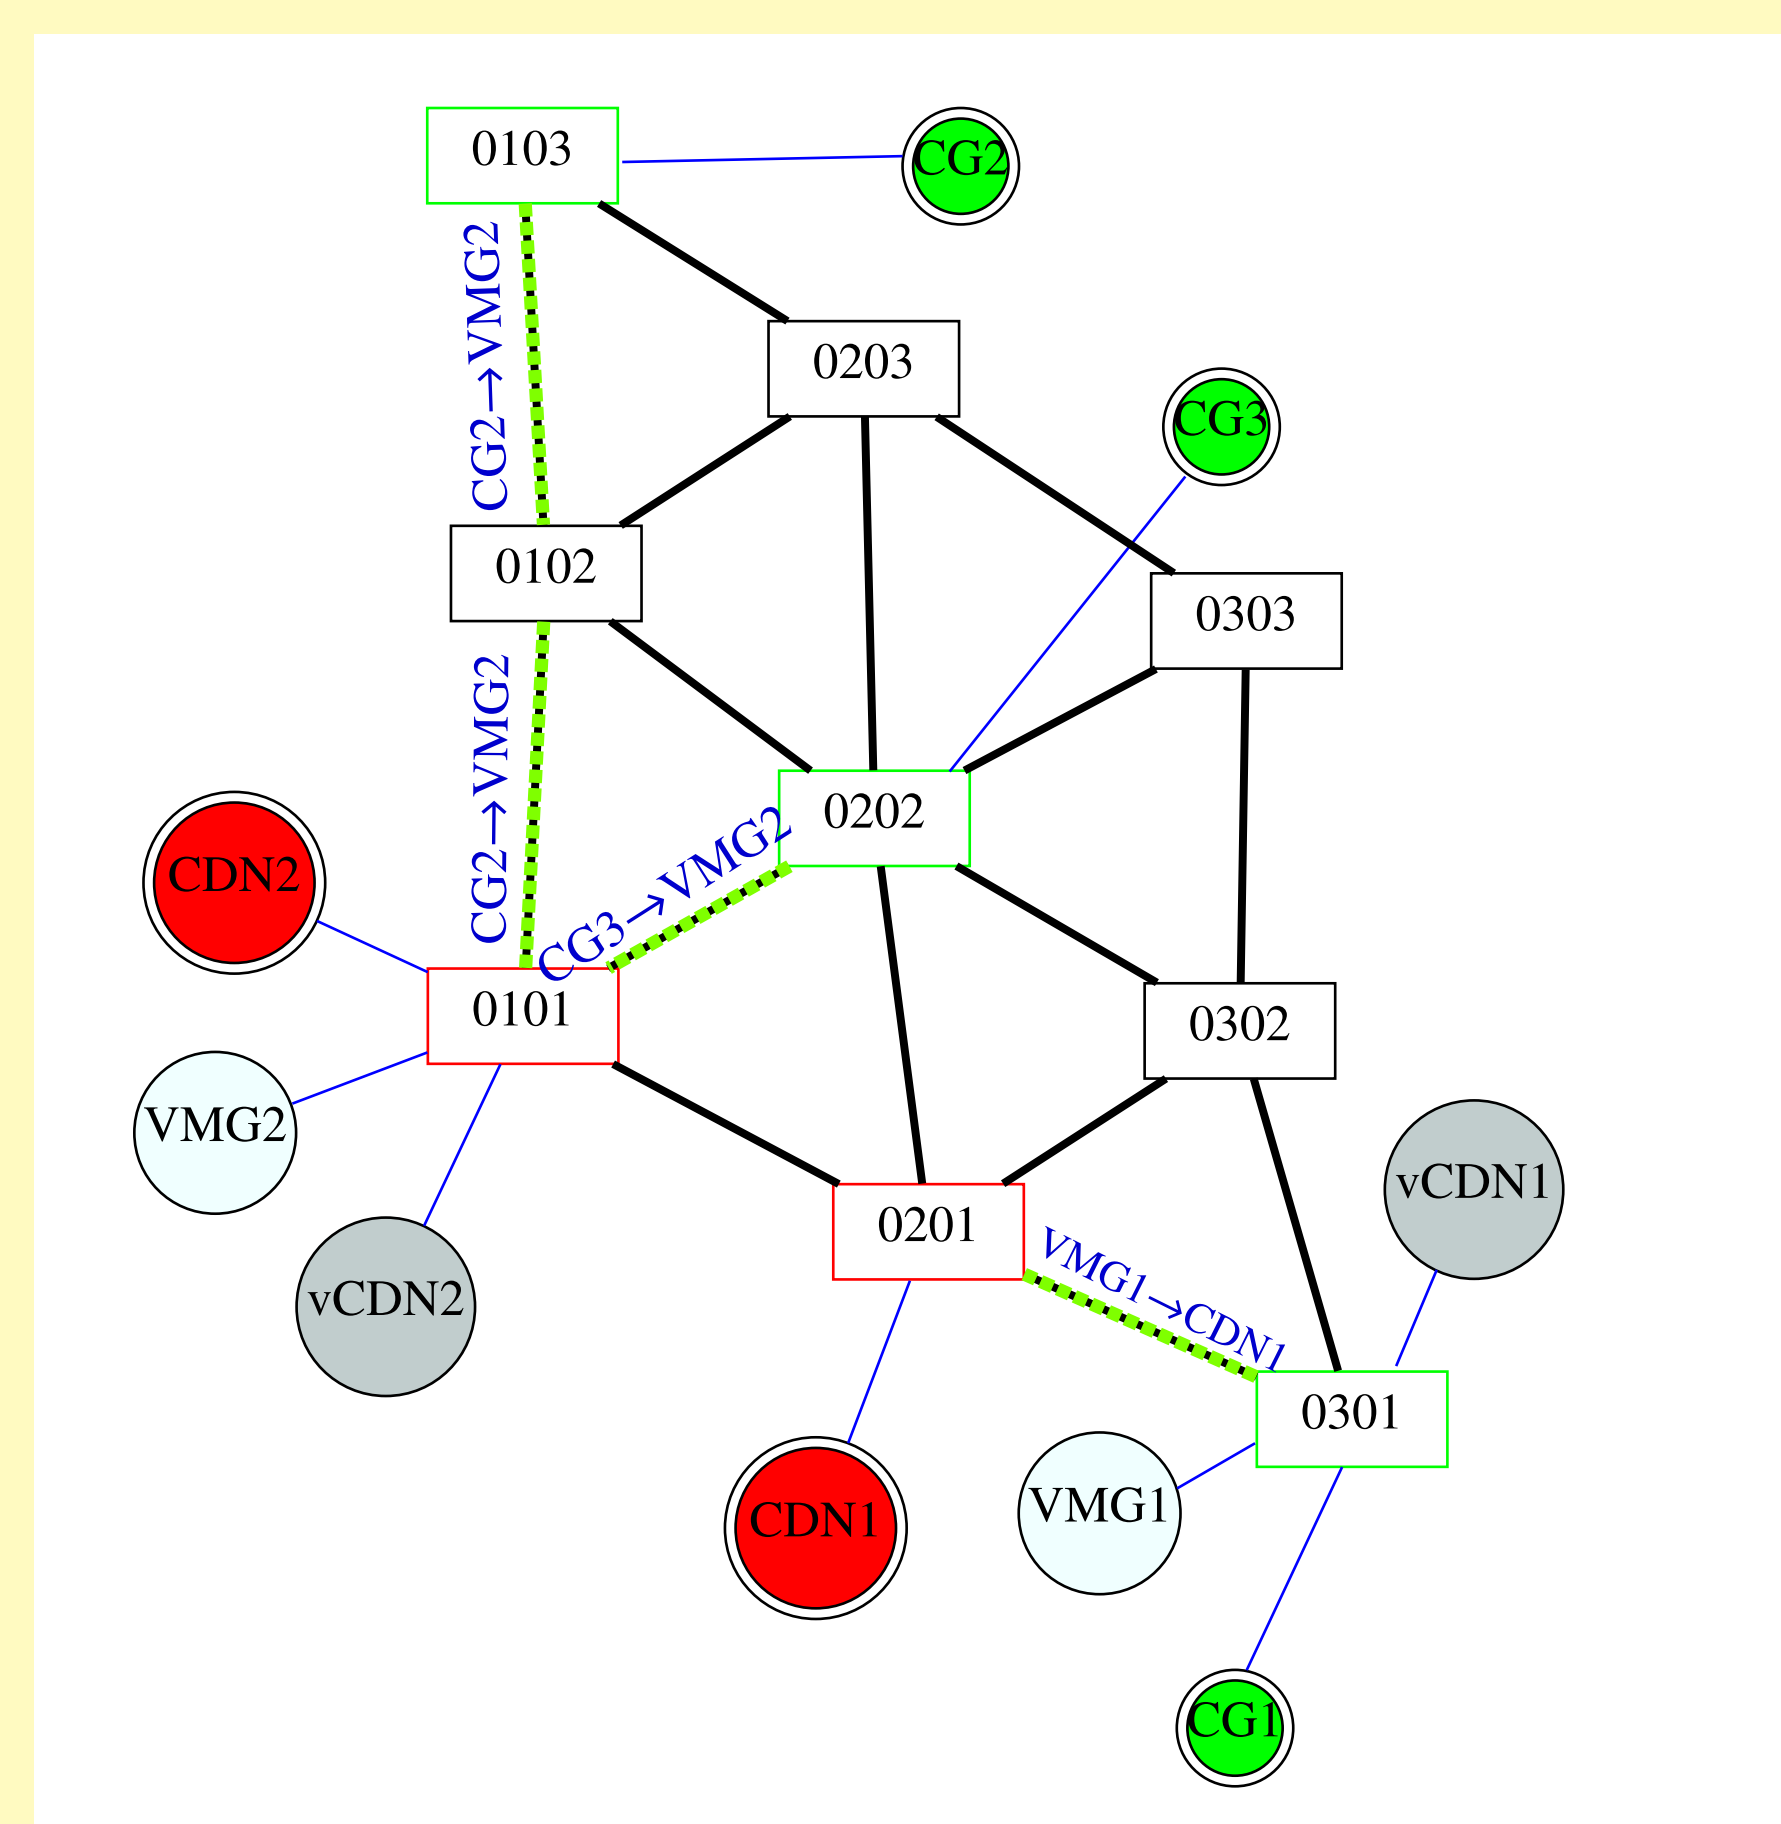 0103
CG2
CG2→VMG2
0203
CG3
0102
0303
CG2→VMG2
0202
CG3→VMG2
CDN2
0101
0302
VMG2
vCDN1
0201
VMG1→CDN1
vCDN2
0301
VMG1
CDN1
CG1